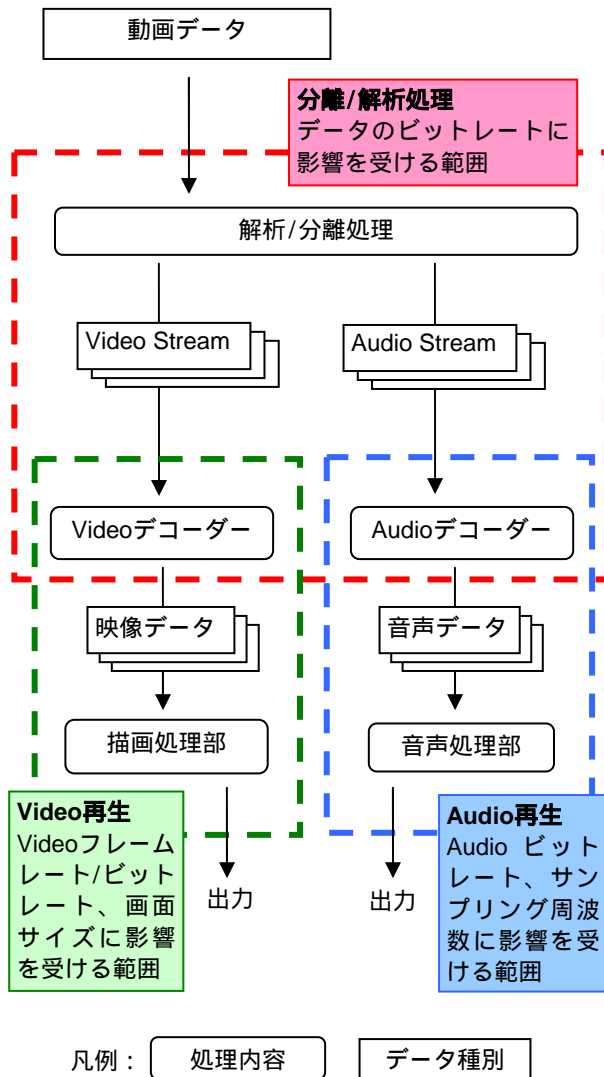 動画データ
分離/解析処理
データのビットレートに
影響を受ける範囲
解析/分離処理
Video Stream
Audio Stream
Videoデコーダー
Audioデコーダー
映像データ
音声データ
描画処理部
音声処理部
Video再生
Videoフレーム
レート/ビット
レート、画面
サイズに影響
を受ける範囲
出力
出力
Audio再生
Audio ビット
レート、サン
プリング周波
数に影響を受
ける範囲
凡例： 処理内容 データ種別